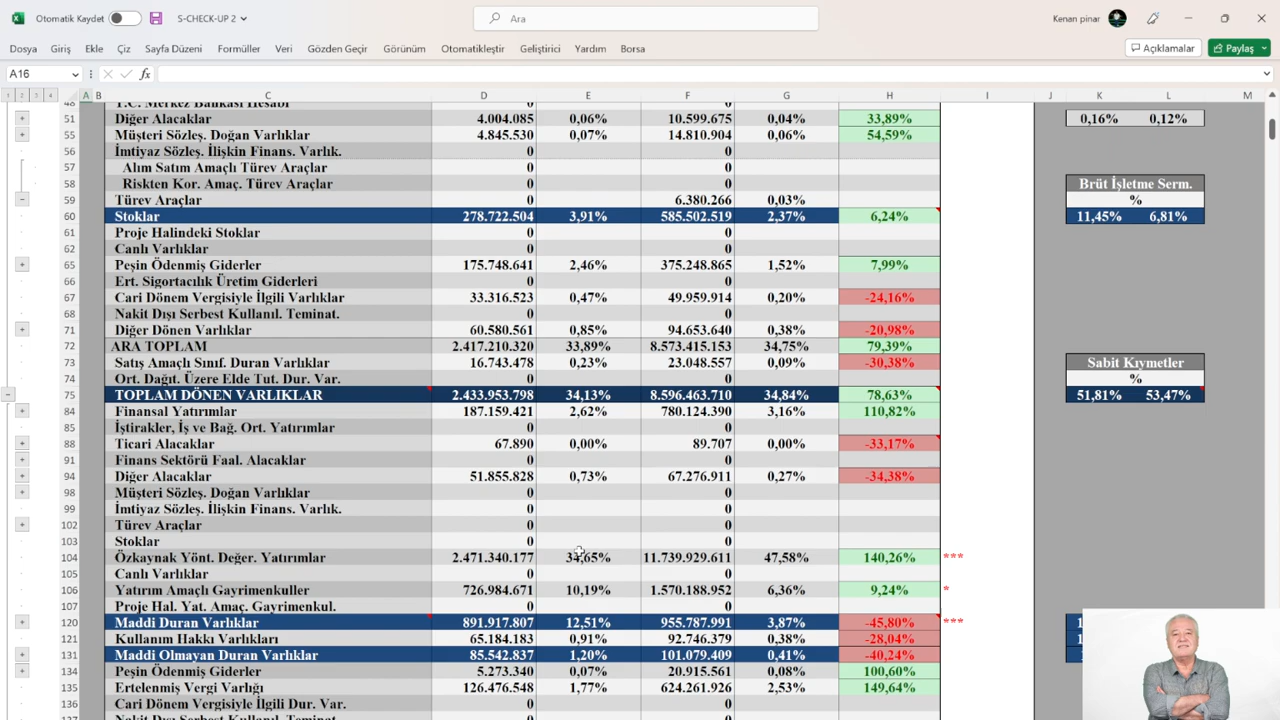 Otomatik Kaydet S-CHECK-UP 2 Ara Kenan pinar
Dosya Giriş Ekle Çiz Sayfa Düzeni Formüller Veri Gözden Geçir Görünüm Otomatikleştir Geliştirici Yardım Borsa Açıklamalar Paylaş
A16 fx
1 2 3 4 A B C D E F G H I J K L M
48 T.C. Merkez Bankası Hesabı 0 0
51 Diğer Alacaklar 4.004.085 0,06% 10.599.675 0,04% 33,89% 0,16% 0,12%
55 Müşteri Sözleş. Doğan Varlıklar 4.845.530 0,07% 14.810.904 0,06% 54,59%
56 İmtiyaz Sözleş. İlişkin Finans. Varlık. 0 0
57 Alım Satım Amaçlı Türev Araçlar 0 0
58 Riskten Kor. Amaç. Türev Araçlar 0 0 Brüt İşletme Serm.
59 Türev Araçlar 0 6.380.266 0,03% %
60 Stoklar 278.722.504 3,91% 585.502.519 2,37% 6,24% 11,45% 6,81%
61 Proje Halindeki Stoklar 0 0
62 Canlı Varlıklar 0 0
65 Peşin Ödenmiş Giderler 175.748.641 2,46% 375.248.865 1,52% 7,99%
66 Ert. Sigortacılık Üretim Giderleri 0 0
67 Cari Dönem Vergisiyle İlgili Varlıklar 33.316.523 0,47% 49.959.914 0,20% -24,16%
68 Nakit Dışı Serbest Kullanıl. Teminat. 0 0
71 Diğer Dönen Varlıklar 60.580.561 0,85% 94.653.640 0,38% -20,98%
72 ARA TOPLAM 2.417.210.320 33,89% 8.573.415.153 34,75% 79,39%
73 Satış Amaçlı Sınıf. Duran Varlıklar 16.743.478 0,23% 23.048.557 0,09% -30,38% Sabit Kıymetler
74 Ort. Dağıt. Üzere Elde Tut. Dur. Var. 0 0 %
75 TOPLAM DÖNEN VARLIKLAR 2.433.953.798 34,13% 8.596.463.710 34,84% 78,63% 51,81% 53,47%
84 Finansal Yatırımlar 187.159.421 2,62% 780.124.390 3,16% 110,82%
85 İştirakler, İş ve Bağ. Ort. Yatırımlar 0 0
88 Ticari Alacaklar 67.890 0,00% 89.707 0,00% -33,17%
91 Finans Sektörü Faal. Alacaklar 0 0
94 Diğer Alacaklar 51.855.828 0,73% 67.276.911 0,27% -34,38%
98 Müşteri Sözleş. Doğan Varlıklar 0 0
99 İmtiyaz Sözleş. İlişkin Finans. Varlık. 0 0
102 Türev Araçlar 0 0
103 Stoklar 0 0
104 Özkaynak Yönt. Değer. Yatırımlar 2.471.340.177 34,65% 11.739.929.611 47,58% 140,26% ***
105 Canlı Varlıklar 0 0
106 Yatırım Amaçlı Gayrimenkuller 726.984.671 10,19% 1.570.188.952 6,36% 9,24% *
107 Proje Hal. Yat. Amaç. Gayrimenkul. 0 0
120 Maddi Duran Varlıklar 891.917.807 12,51% 955.787.991 3,87% -45,80% ***
121 Kullanım Hakkı Varlıkları 65.184.183 0,91% 92.746.379 0,38% -28,04%
131 Maddi Olmayan Duran Varlıklar 85.542.837 1,20% 101.079.409 0,41% -40,24%
134 Peşin Ödenmiş Giderler 5.273.340 0,07% 20.915.561 0,08% 100,60%
135 Ertelenmiş Vergi Varlığı 126.476.548 1,77% 624.261.926 2,53% 149,64%
136 Cari Dönem Vergisiyle İlgili Dur. Var. 0 0
137 Nakit Dışı Serbest Kullanıl. Teminat. 0 0